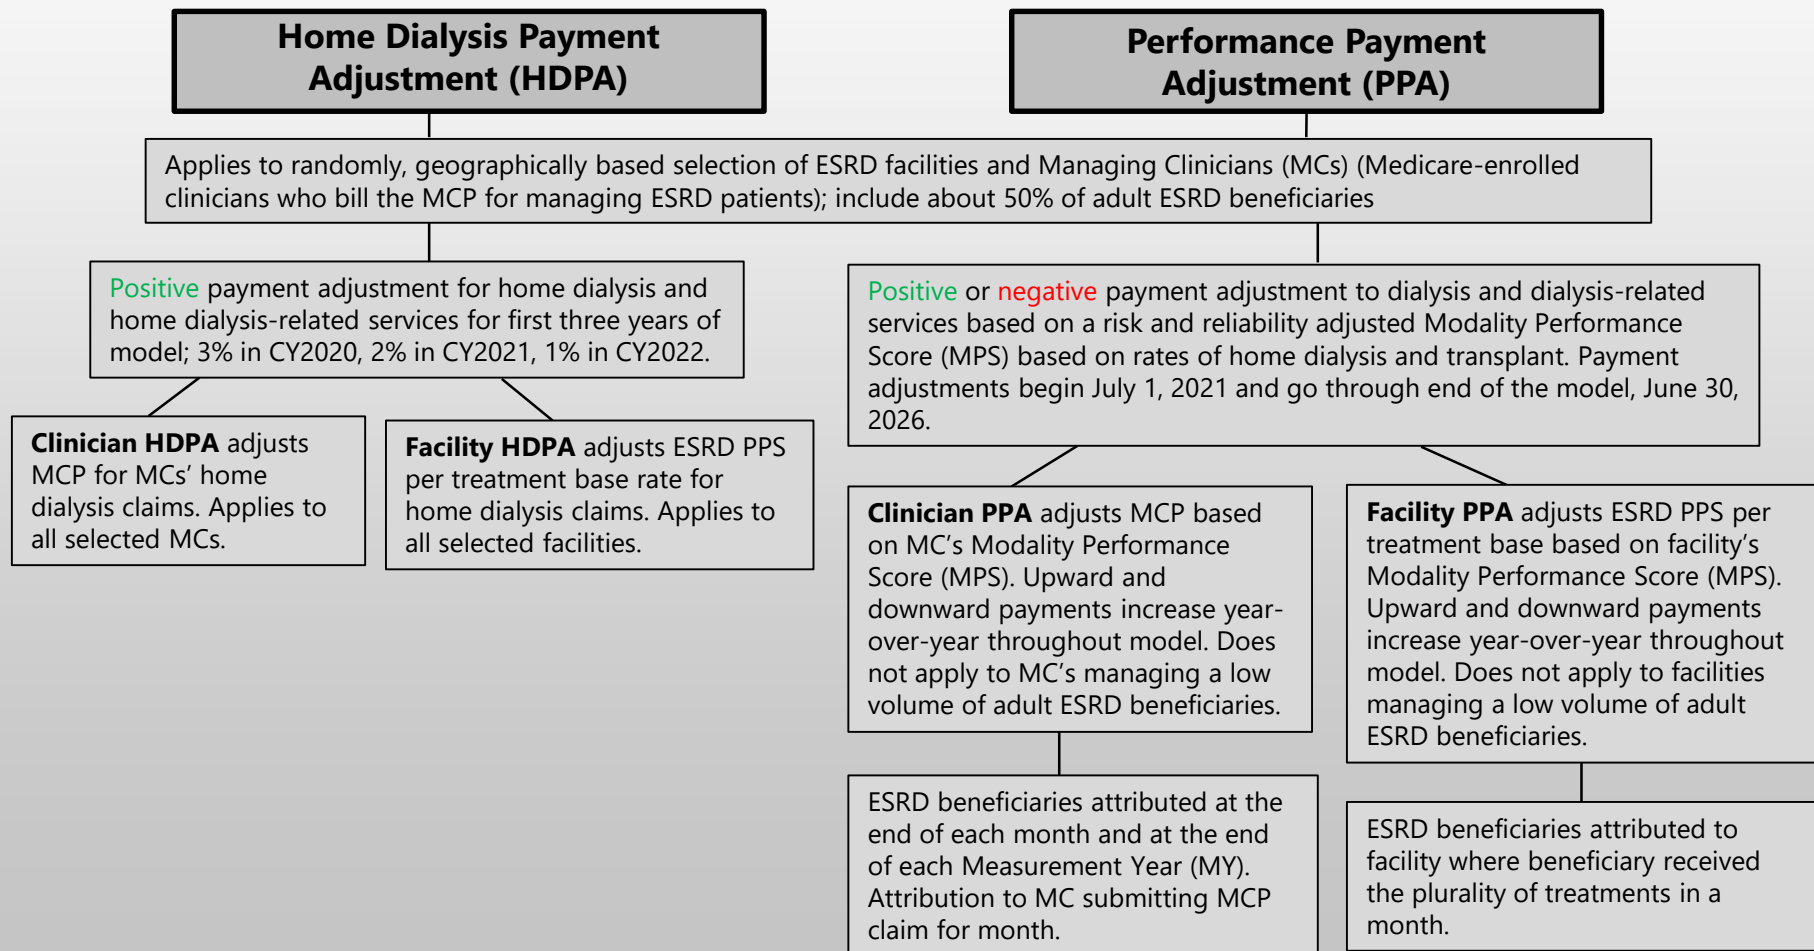 Home Dialysis Payment
Adjustment (HDPA)
Performance Payment
Adjustment (PPA)
Applies to randomly, geographically based selection of ESRD facilities and Managing Clinicians (MCs) (Medicare-enrolled
clinicians who bill the MCP for managing ESRD patients); include about 50% of adult ESRD beneficiaries
Positive payment adjustment for home dialysis and
home dialysis-related services for first three years of
model; 3% in CY2020, 2% in CY2021, 1% in CY2022.
Positive or negative payment adjustment to dialysis and dialysis-related
services based on a risk and reliability adjusted Modality Performance
Score (MPS) based on rates of home dialysis and transplant. Payment
adjustments begin July 1, 2021 and go through end of the model, June 30,
2026.
Clinician HDPA adjusts
MCP for MCs’ home
dialysis claims. Applies to
all selected MCs.
Facility HDPA adjusts ESRD PPS
per treatment base rate for
home dialysis claims. Applies to
all selected facilities.
Clinician PPA adjusts MCP based
on MC’s Modality Performance
Score (MPS). Upward and
downward payments increase year-
over-year throughout model. Does
not apply to MC’s managing a low
volume of adult ESRD beneficiaries.
Facility PPA adjusts ESRD PPS per
treatment base based on facility’s
Modality Performance Score (MPS).
Upward and downward payments
increase year-over-year throughout
model. Does not apply to facilities
managing a low volume of adult
ESRD beneficiaries.
ESRD beneficiaries attributed at the
end of each month and at the end
of each Measurement Year (MY).
Attribution to MC submitting MCP
claim for month.
ESRD beneficiaries attributed to
facility where beneficiary received
the plurality of treatments in a
month.